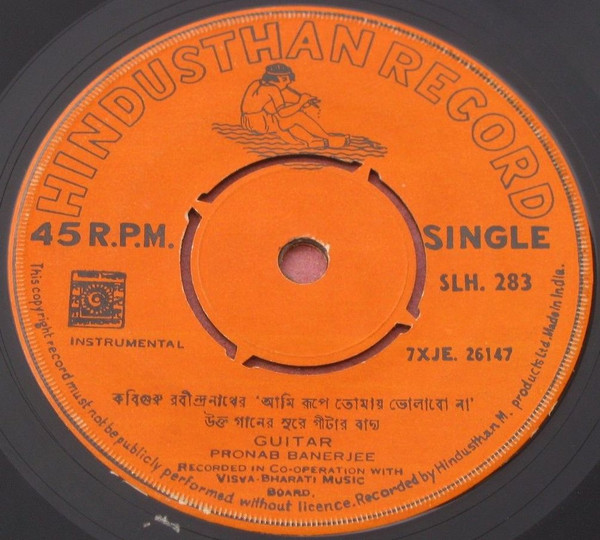 HINDUSTHAN RECORD
45 R.P.M.
SINGLE
SLH. 283
INSTRUMENTAL
7XJE. 26147
কবিগুরু রবীন্দ্রনাথের 'আমি রূপে তোমায় ভোলাবো না'
উক্ত গানের সুরে গীটার বাদ্য
GUITAR
PRONAB BANERJEE
RECORDED IN CO-OPERATION WITH
VISVA-BHARATI MUSIC
BOARD.
This copyright record must not be publicly performed without licence. Recorded by Hindusthan M. products Ltd. Made in India.